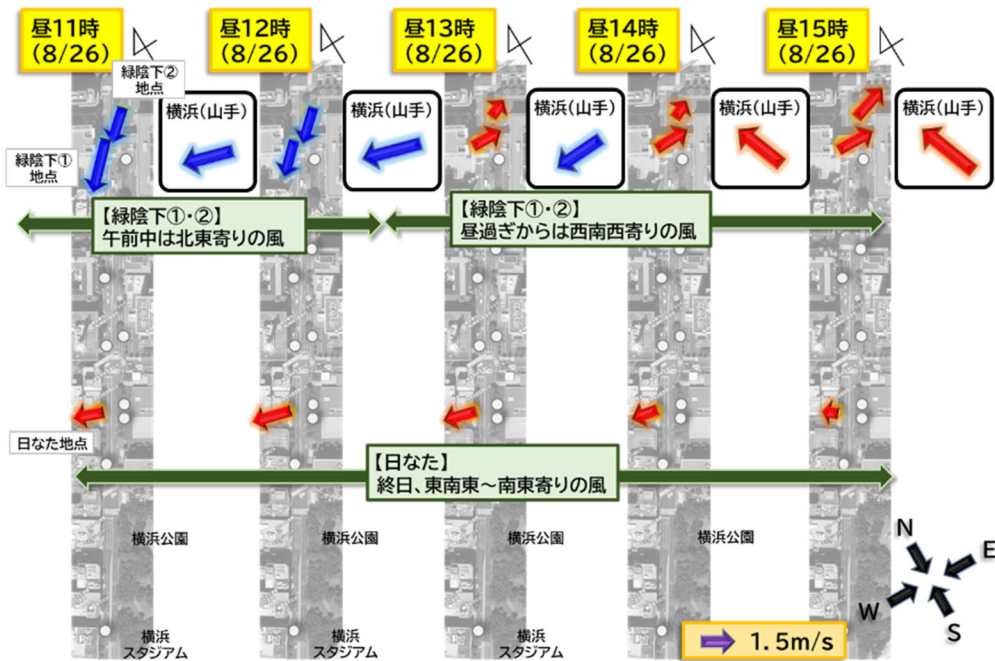 昼11時
(8/26)
昼12時
(8/26)
昼13時
(8/26)
昼14時
(8/26)
昼15時
(8/26)
緑陰下②
地点
横浜(山手)
横浜(山手)
横浜(山手)
横浜(山手)
横浜(山手)
緑陰下①
地点
【緑陰下①・②】
午前中は北東寄りの風
【緑陰下①・②】
昼過ぎからは西南西寄りの風
日なた地点
【日なた】
終日、東南東～南東寄りの風
横浜公園
横浜公園
横浜公園
横浜公園
N
E
W
S
横浜
スタジアム
横浜
スタジアム
横浜
スタジアム
1.5m/s